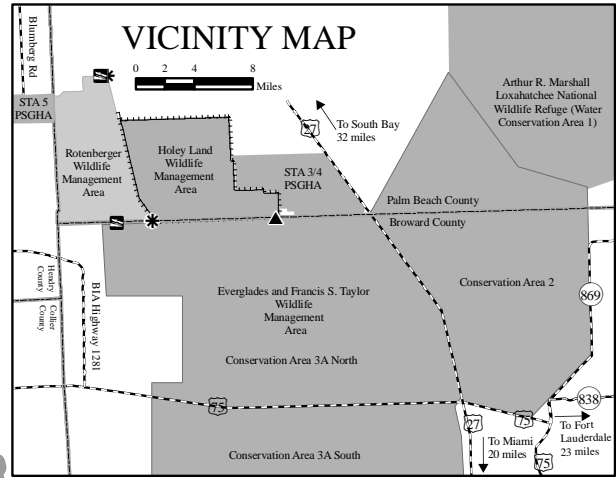 VICINITY MAP
0 2 4 8
Miles
Blumberg Rd
STA 5
PSGHA
Rotenberger
Wildlife
Management
Area
Holey Land
Wildlife
Management
Area
STA 3/4
PSGHA
27
To South Bay
32 miles
Arthur R. Marshall
Loxahatchee National
Wildlife Refuge (Water
Conservation Area 1)
Palm Beach County
Broward County
Hendry
County
Collier
County
BIA Highway 1281
Everglades and Francis S. Taylor
Wildlife
Management
Area
Conservation Area 2
869
Conservation Area 3A North
75
838
27
75
To Fort
Lauderdale
23 miles
To Miami
20 miles
75
Conservation Area 3A South